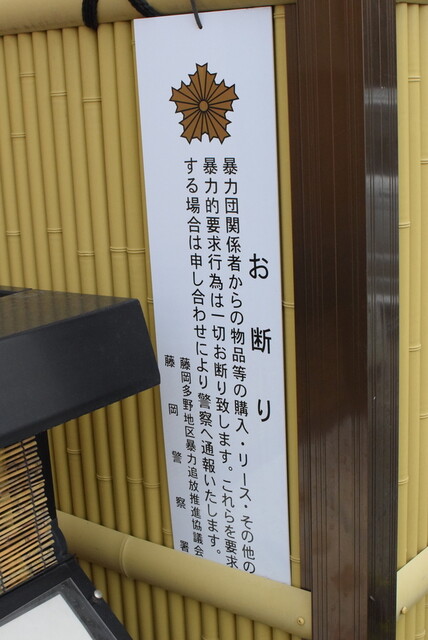 お断り
暴力団関係者からの物品等の購入・リース・その他の
暴力的要求行為は一切お断り致します。これらを要求
する場合は申し合わせにより警察へ通報いたします。
藤岡多野地区暴力追放推進協議会
藤岡警察署